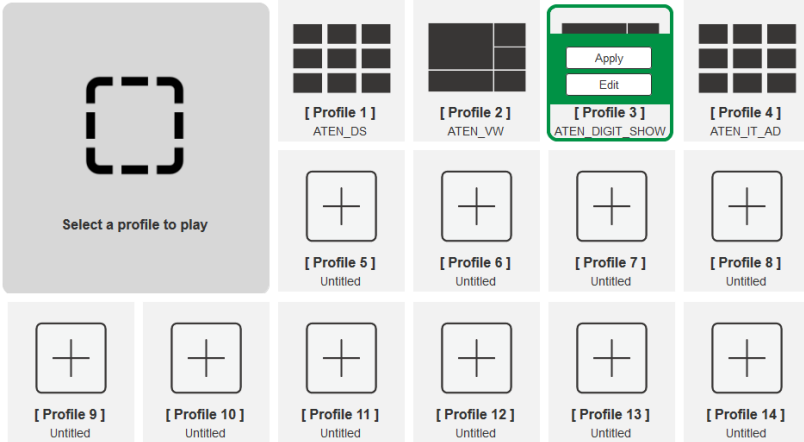 Apply
Edit
[ Profile 1 ]
ATEN_DS
[ Profile 2 ]
ATEN_VW
[ Profile 3 ]
ATEN_DIGIT_SHOW
[ Profile 4 ]
ATEN_IT_AD
Select a profile to play
[ Profile 5 ]
Untitled
[ Profile 6 ]
Untitled
[ Profile 7 ]
Untitled
[ Profile 8 ]
Untitled
[ Profile 9 ]
Untitled
[ Profile 10 ]
Untitled
[ Profile 11 ]
Untitled
[ Profile 12 ]
Untitled
[ Profile 13 ]
Untitled
[ Profile 14 ]
Untitled